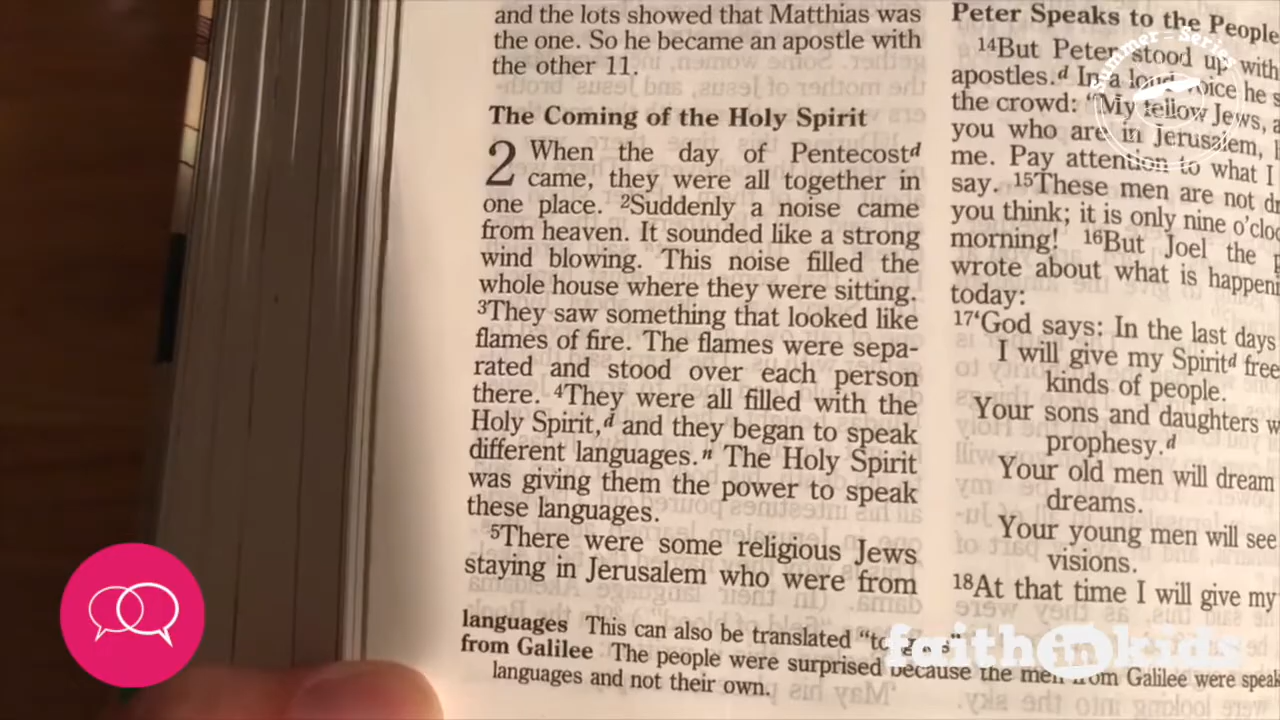 and the lots showed that Matthias was
the one. So he became an apostle with
the other 11.
The Coming of the Holy Spirit
2 When the day of Pentecostd
came, they were all together in
one place. 2Suddenly a noise came
from heaven. It sounded like a strong
wind blowing. This noise filled the
whole house where they were sitting.
3They saw something that looked like
flames of fire. The flames were sepa-
rated and stood over each person
there. 4They were all filled with the
Holy Spirit,d and they began to speak
different languages.n The Holy Spirit
was giving them the power to speak
these languages.
5There were some religious Jews
staying in Jerusalem who were from
Peter Speaks to the People
14But Peter stood up with
apostles.d In a loud voice he
the crowd: "My fellow Jews,
you who are in Jerusalem,
me. Pay attention to what I
say. 15These men are not
you think; it is only nine
morning! 16But Joel the
wrote about what is
today:
17'God says: In the last days
I will give my Spiritd
kinds of people.
Your sons and daughters
prophesy.d
Your old men will dream
dreams.
Your young men will see
visions.
18At that time I will give my
languages This can also be translated
from Galilee The people were surprised because the men from Galilee were
languages and not their own.
Summer Series
faith in kids